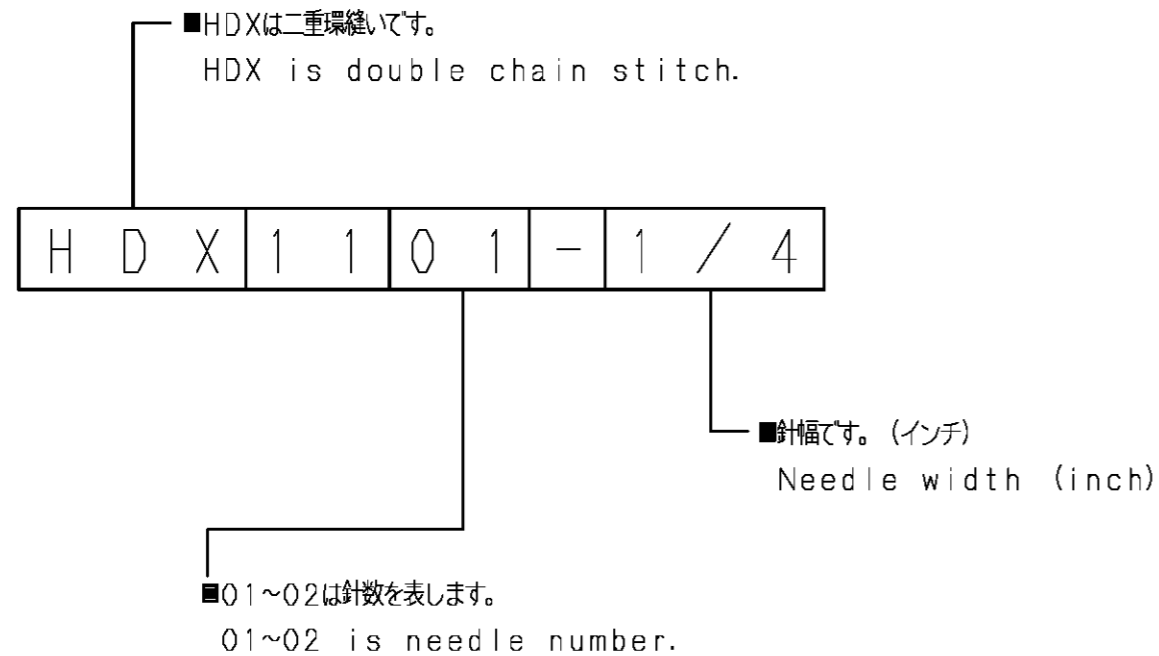 ■HDXは二重環縫いです。
HDX is double chain stitch.
HDX1101-1/4
■針幅です。(インチ)
Needle width (inch)
■01~02は針数を表します。
01~02 is needle number.